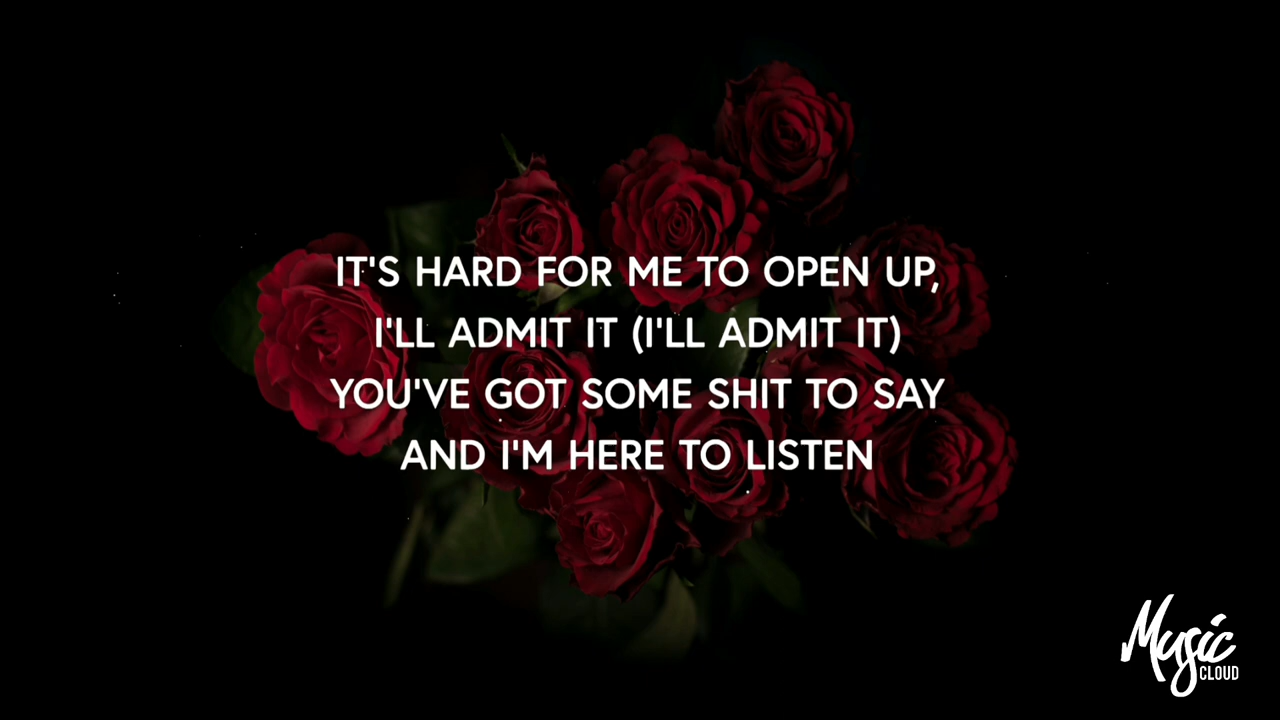 IT'S HARD FOR ME TO OPEN UP,
I'LL ADMIT IT (I'LL ADMIT IT)
YOU'VE GOT SOME SHIT TO SAY
AND I'M HERE TO LISTEN
Music
CLOUD